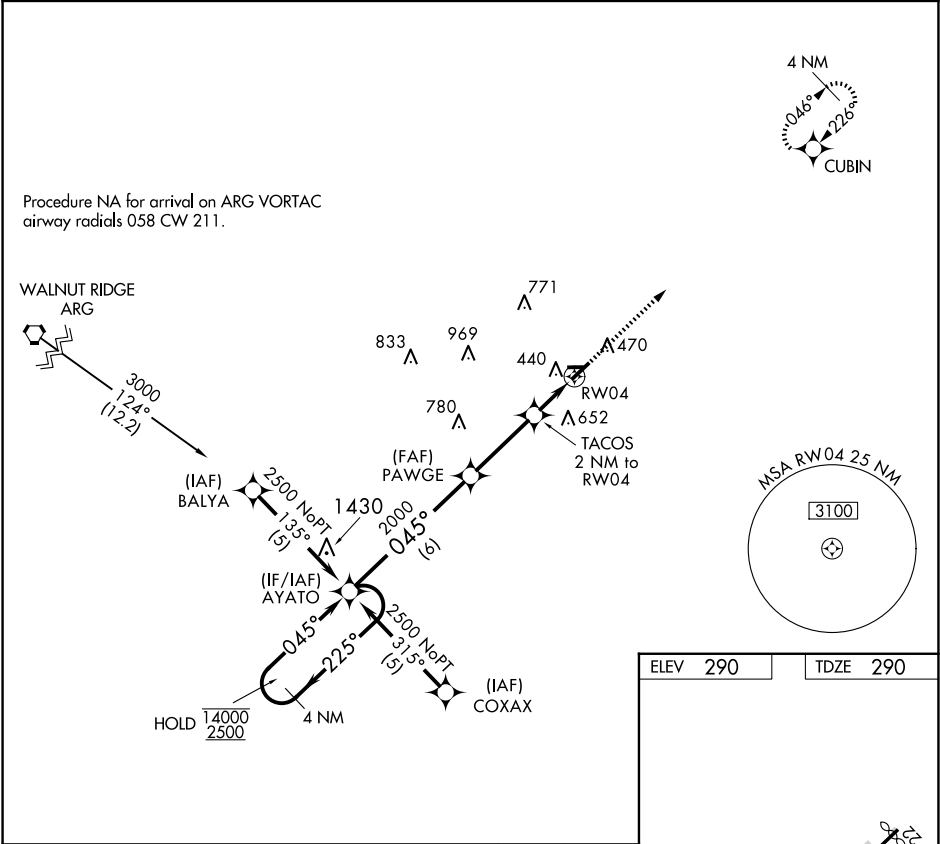 4 NM
046°
226°
CUBIN
Procedure NA for arrival on ARG VORTAC
airway radials 058 CW 211.
WALNUT RIDGE
ARG
3000
124°
(12.2)
771
833
969
440
470
RW04
780
652
TACOS
2 NM to
RW04
(FAF)
PAWGE
MSA RW04 25 NM
3100
(IAF)
BALYA
2500 NoPT
135°
(5)
1430
2000
045°
(6)
(IF/IAF)
AYATO
045°
225°
2500 NoPT
315°
(5)
(IAF)
COXAX
HOLD 14000
2500
4 NM
ELEV 290
TDZE 290
22